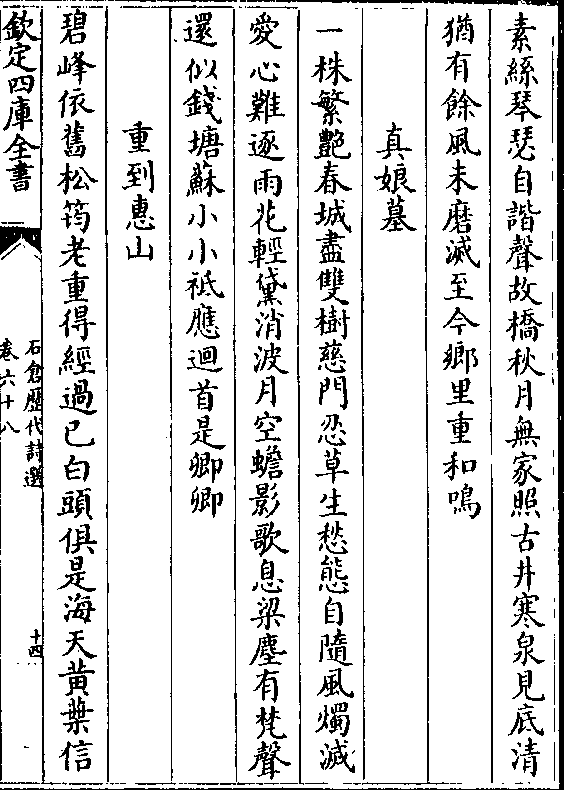 素絲琴瑟自諧聲故橋秋月無家照古井寒泉見底清
猶有餘風未磨滅至今鄉里重和鳴
真娘墓
一株繁艷春城盡雙樹慈門忍草生愁態自隨風燭滅
愛心難逐雨花輕黛消波月空蟾影歌息梁塵有梵聲
還似錢塘蘇小小祗應迴首是卿卿
重到惠山
碧峰依舊松筠老重得經過已白頭俱是海天黃葉信
欽定四庫全書
石倉歷代詩選
卷六十八
十四